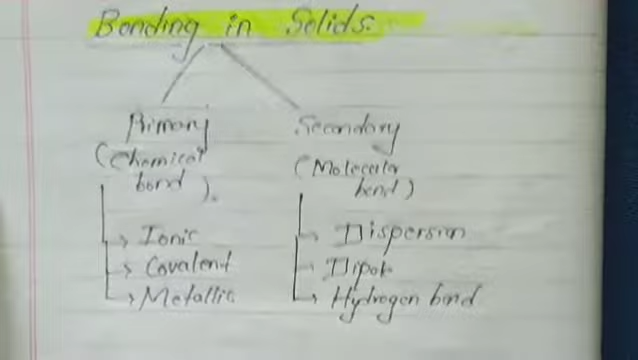 Bonding in Solids.
Primary
(Chemical
bond).
Ionic
Covalent
Metallic
Secondary
(Molecular
bond)
Dispersion
Dipole
Hydrogen bond